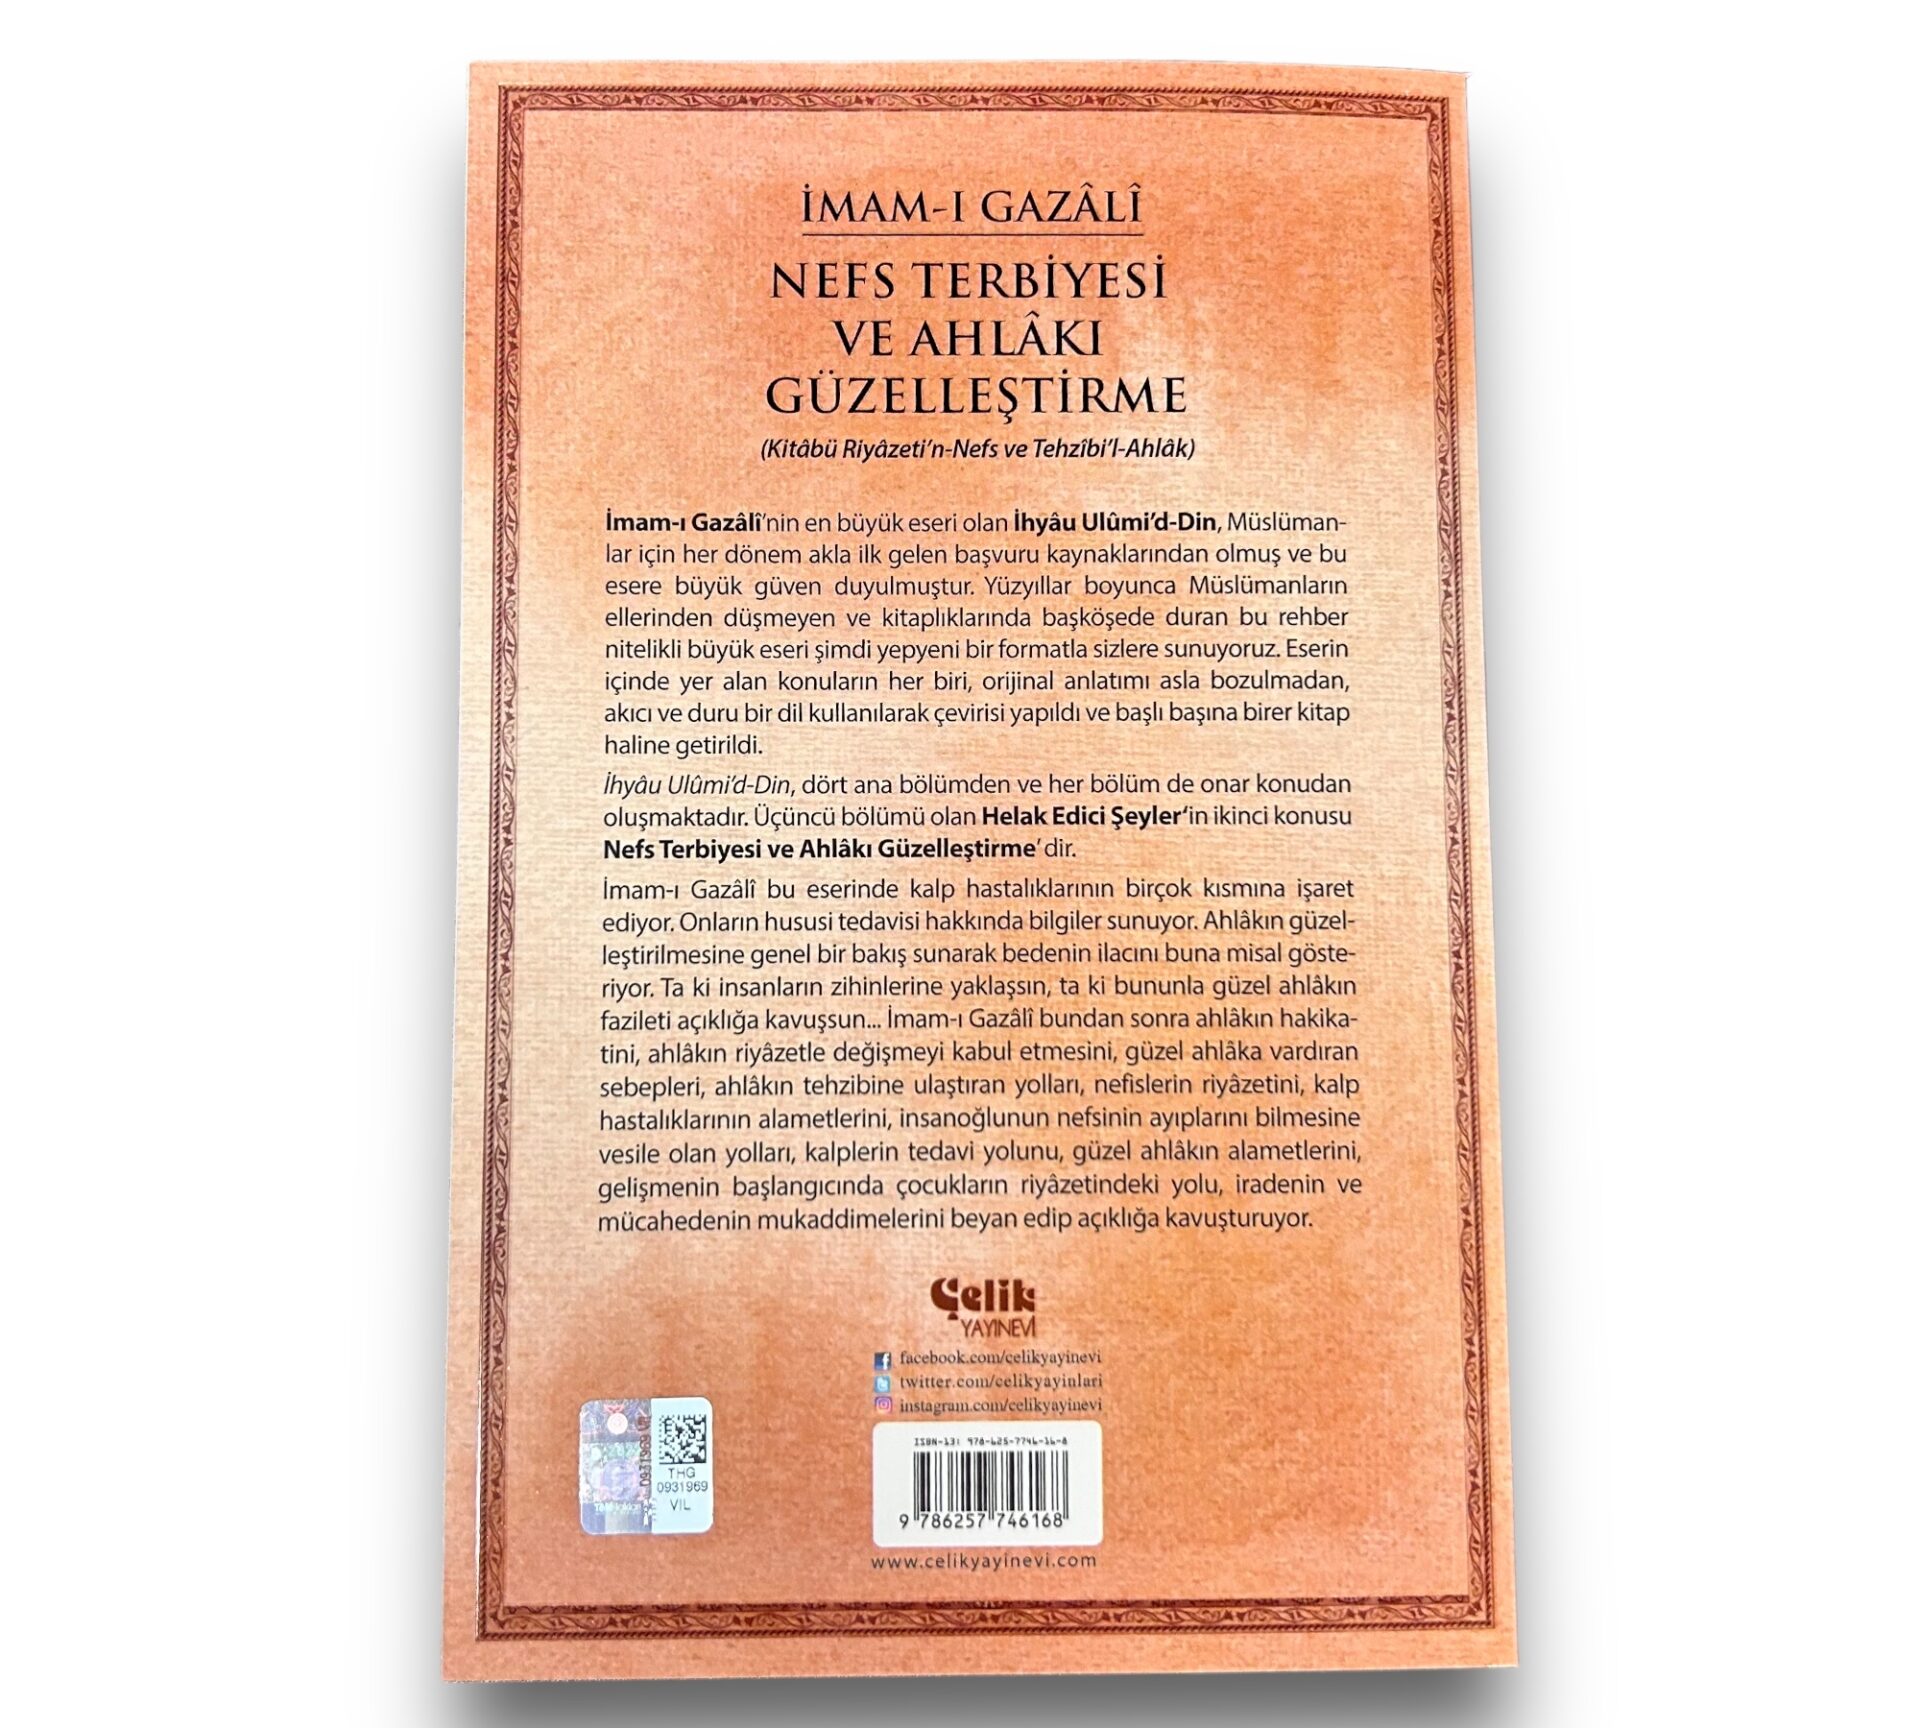 İMAM-I GAZÂLÎ
NEFS TERBİYESİ
VE AHLÂKI
GÜZELLEŞTİRME
(Kitâbü Riyâzeti’n-Nefs ve Tehzîbi’l-Ahlâk)
İmam-ı Gazâlî’nin en büyük eseri olan İhyâu Ulûmi’d-Din, Müslüman-
lar için her dönem akla ilk gelen başvuru kaynaklarından olmuş ve bu
esere büyük güven duyulmuştur. Yüzyıllar boyunca Müslümanların
ellerinden düşmeyen ve kitaplıklarında başköşede duran bu rehber
nitelikli büyük eseri şimdi yepyeni bir formatla sizlere sunuyoruz. Eserin
içinde yer alan konuların her biri, orijinal anlatımı asla bozulmadan,
akıcı ve duru bir dil kullanılarak çevirisi yapıldı ve başlı başına birer kitap
haline getirildi.
İhyâu Ulûmi’d-Din, dört ana bölümden ve her bölüm de onar konudan
oluşmaktadır. Üçüncü bölümü olan Helak Edici Şeyler‘in ikinci konusu
Nefs Terbiyesi ve Ahlâkı Güzelleştirme’dir.
İmam-ı Gazâlî bu eserinde kalp hastalıklarının birçok kısmına işaret
ediyor. Onların hususi tedavisi hakkında bilgiler sunuyor. Ahlâkın güzel-
leştirilmesine genel bir bakış sunarak bedenin ilacını buna misal göste-
riyor. Ta ki insanların zihinlerine yaklaşsın, ta ki bununla güzel ahlâkın
fazileti açıklığa kavuşsun... İmam-ı Gazâlî bundan sonra ahlâkın hakika-
tini, ahlâkın riyâzetle değişmeyi kabul etmesini, güzel ahlâka vardıran
sebepleri, ahlâkın tehzibine ulaştıran yolları, nefislerin riyâzetini, kalp
hastalıklarının alametlerini, insanoğlunun nefsinin ayıplarını bilmesine
vesile olan yolları, kalplerin tedavi yolunu, güzel ahlâkın alametlerini,
gelişmenin başlangıcında çocukların riyâzetindeki yolu, iradenin ve
mücahedenin mukaddimelerini beyan edip açıklığa kavuşturuyor.
Çelik
YAYINEVİ
facebook.com/celikyayinevi
twitter.com/celikyayinlari
instagram.com/celikyayinevi
THG
0931969
VIL
0931969 VIL
ISBN-13: 978-625-7746-16-8
9 786257 746168
www.celikyayinevi.com